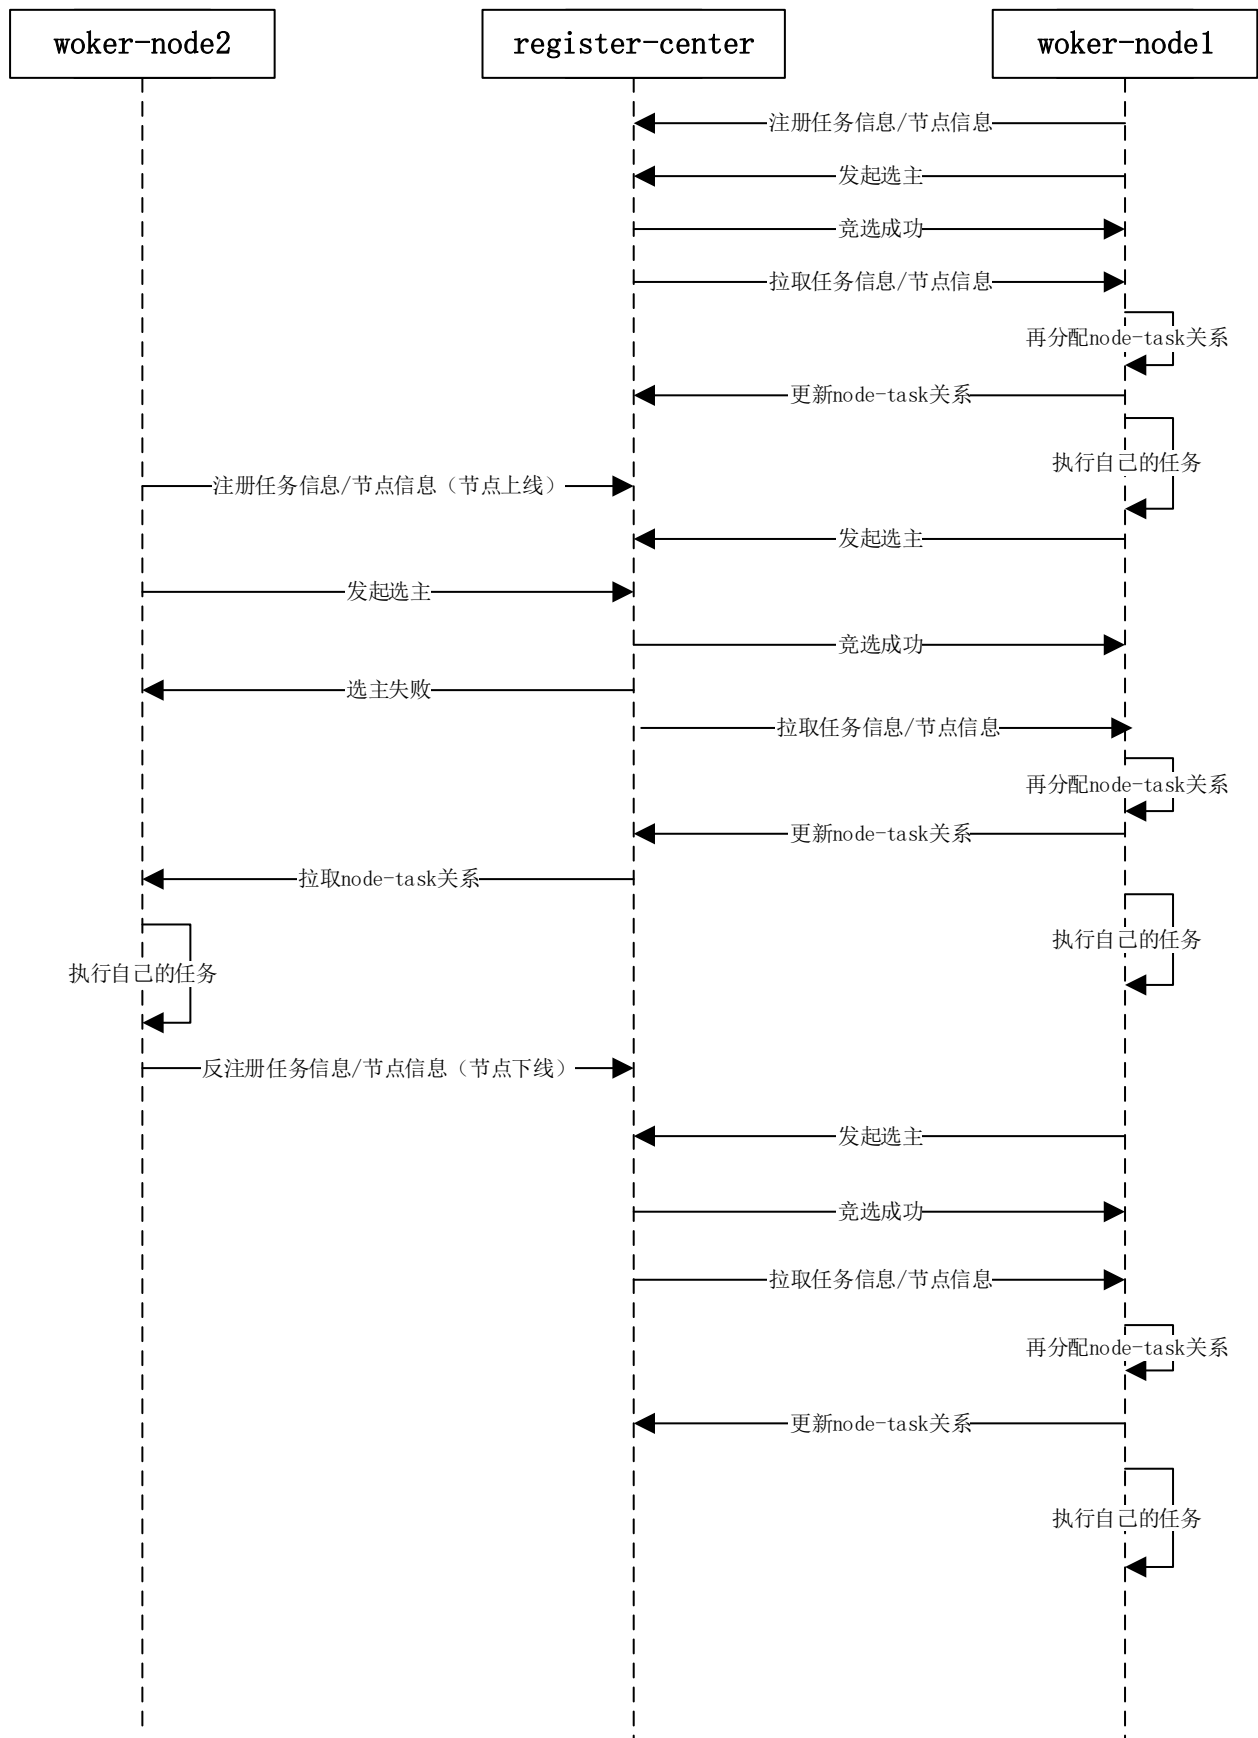 woker-node2
register-center
woker-node1
注册任务信息/节点信息
发起选主
竞选成功
拉取任务信息/节点信息
再分配node-task关系
更新node-task关系
执行自己的任务
注册任务信息/节点信息（节点上线）
发起选主
发起选主
竞选成功
选主失败
拉取任务信息/节点信息
再分配node-task关系
更新node-task关系
拉取node-task关系
执行自己的任务
执行自己的任务
反注册任务信息/节点信息（节点下线）
发起选主
竞选成功
拉取任务信息/节点信息
再分配node-task关系
更新node-task关系
执行自己的任务